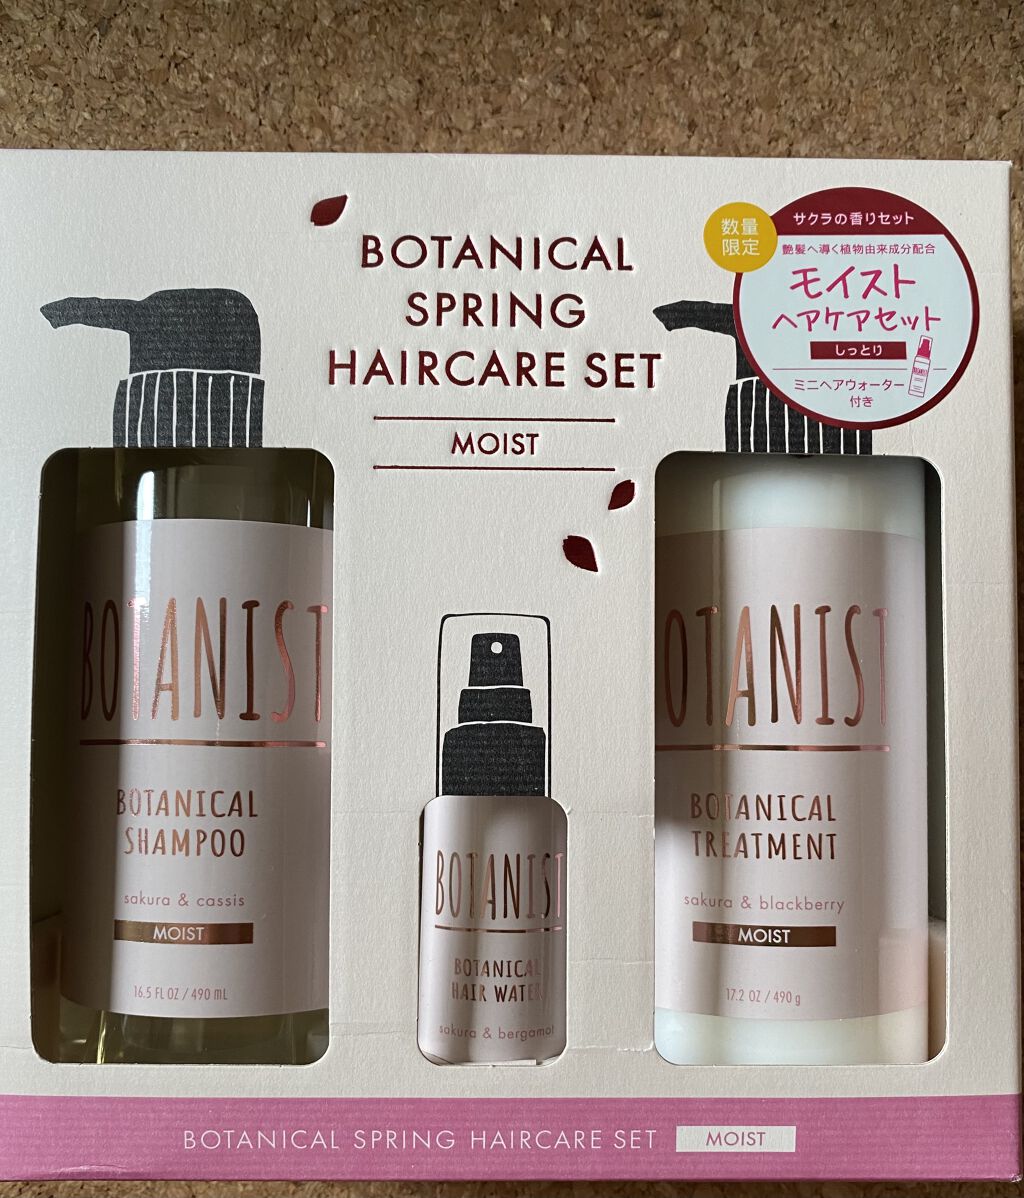 BOTANICAL
SPRING
HAIRCARE SET
MOIST
数量
限定
サクラの香りセット
艶髪へ導く植物由来成分配合
モイスト
ヘアケアセット
しっとり
ミニヘアウォーター
付き
BOTANIST
BOTANICAL
SHAMPOO
sakura & cassis
MOIST
16.5 FL OZ / 490 mL
BOTANIST
BOTANICAL
HAIR WATER
sakura & bergamot
OTANIST
BOTANICAL
TREATMENT
sakura & blackberry
MOIST
17.2 OZ / 490 g
BOTANICAL SPRING HAIRCARE SET MOIST